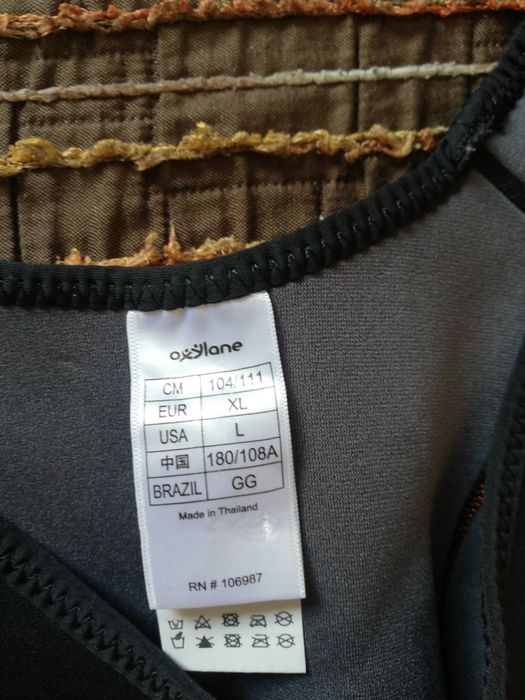 oxylane
CM 104/111
EUR XL
USA L
中国 180/108A
BRAZIL GG
Made in Thailand
RN # 106987